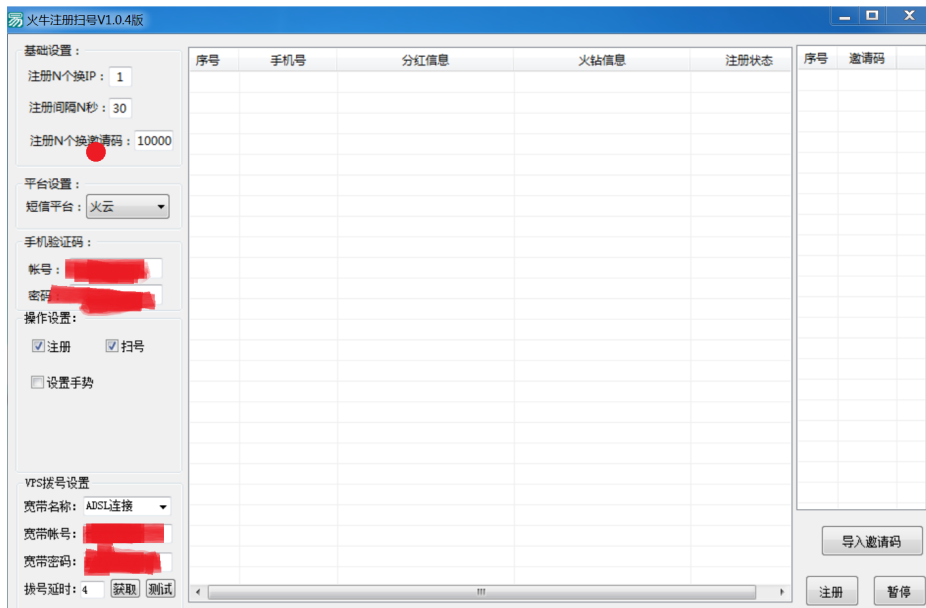 火牛注册扫号V1.0.4版
基础设置：
注册N个换IP： 1
注册间隔N秒： 30
注册N个换邀请码： 10000
平台设置：
短信平台： 火云
手机验证码：
帐号：
密码
操作设置：
注册 扫号
设置手势
VPS拨号设置
宽带名称： ADSL连接
宽带帐号：
宽带密码：
拨号延时： 4 获取 测试
序号 手机号 分红信息 火钻信息 注册状态
序号 邀请码
导入邀请码
注册 暂停